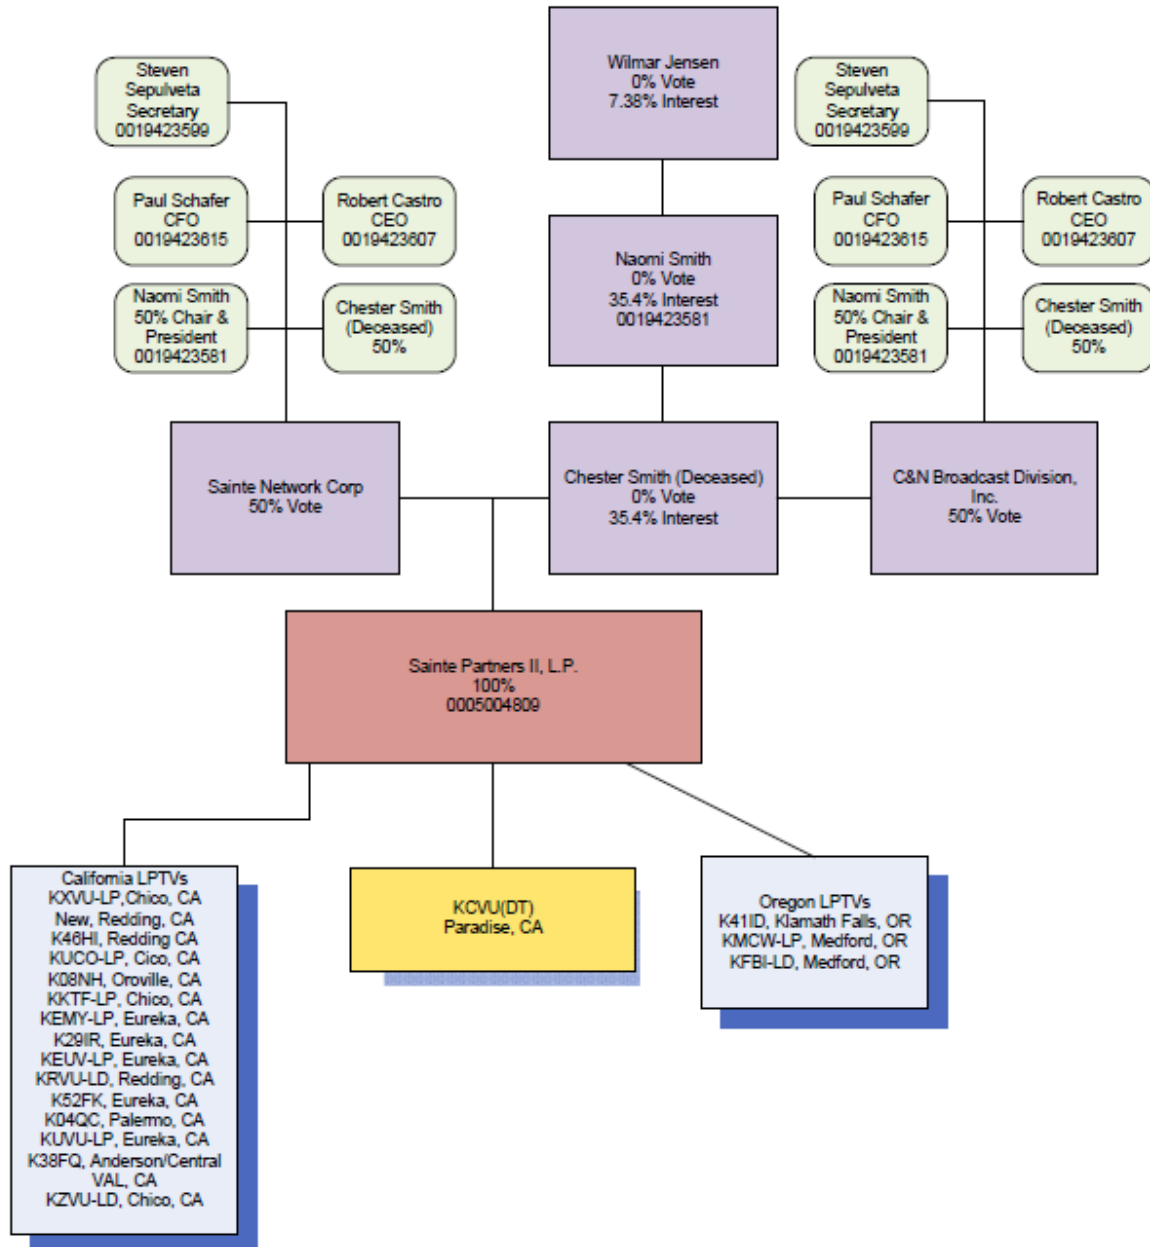 Wilmar Jensen
0% Vote
7.38% Interest
Steven
Sepulveta
Secretary
0019423599
Steven
Sepulveta
Secretary
0019423599
Paul Schafer
CFO
0019423615
Robert Castro
CEO
0019423607
Naomi Smith
0% Vote
35.4% Interest
0019423581
Paul Schafer
CFO
0019423615
Robert Castro
CEO
0019423607
Naomi Smith
50% Chair &
President
0019423581
Chester Smith
(Deceased)
50%
Naomi Smith
50% Chair &
President
0019423581
Chester Smith
(Deceased)
50%
Sainte Network Corp
50% Vote
Chester Smith (Deceased)
0% Vote
35.4% Interest
C&N Broadcast Division,
Inc.
50% Vote
Sainte Partners II, L.P.
100%
0005004809
California LPTVs
KXVU-LP,Chico, CA
New, Redding, CA
K46HI, Redding CA
KUCO-LP, Cico, CA
K08NH, Oroville, CA
KKTF-LP, Chico, CA
KEMY-LP, Eureka, CA
K29IR, Eureka, CA
KEUV-LP, Eureka, CA
KRVU-LD, Redding, CA
K52FK, Eureka, CA
K04QC, Palermo, CA
KUVU-LP, Eureka, CA
K38FQ, Anderson/Central
VAL, CA
KZVU-LD, Chico, CA
KCVU(DT)
Paradise, CA
Oregon LPTVs
K41ID, Klamath Falls, OR
KMCW-LP, Medford, OR
KFBI-LD, Medford, OR